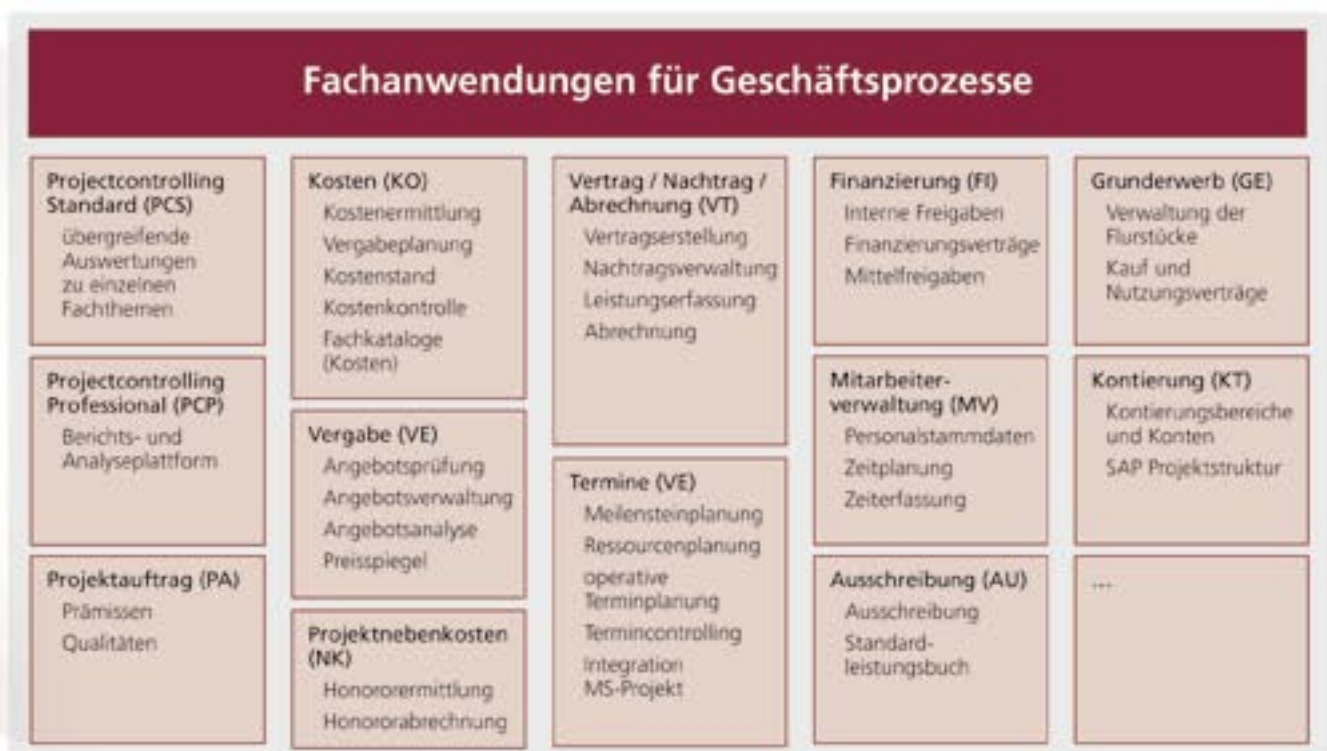 Fachanwendungen für Geschäftsprozesse
Projectcontrolling
Standard (PCS)
übergreifende
Auswertungen
zu einzelnen
Fachthemen
Projectcontrolling
Professional (PCP)
Berichts- und
Analyseplattform
Projektauftrag (PA)
Prämissen
Qualitäten
Kosten (KO)
Kostenermittlung
Vergabeplanung
Kostenstand
Kostenkontrolle
Fachkataloge
(Kosten)
Vergabe (VE)
Angebotsprüfung
Angebotsverwaltung
Angebotsanalyse
Preisspiegel
Projektnebenkosten
(NK)
Honororermittlung
Honororabrechnung
Vertrag / Nachtrag /
Abrechnung (VT)
Vertragserstellung
Nachtragsverwaltung
Leistungserfassung
Abrechnung
Termine (VE)
Meilensteinplanung
Ressourcenplanung
operative
Terminplanung
Termincontrolling
Integration
MS-Projekt
Finanzierung (FI)
Interne Freigaben
Finanzierungsverträge
Mittelfreigaben
Mitarbeiter-
verwaltung (MV)
Personalstammdaten
Zeitplanung
Zeiterfassung
Ausschreibung (AU)
Ausschreibung
Standard-
leistungsbuch
Grunderwerb (GE)
Verwaltung der
Flurstücke
Kauf und
Nutzungsverträge
Kontierung (KT)
Kontierungsbereiche
und Konten
SAP Projektstruktur
...